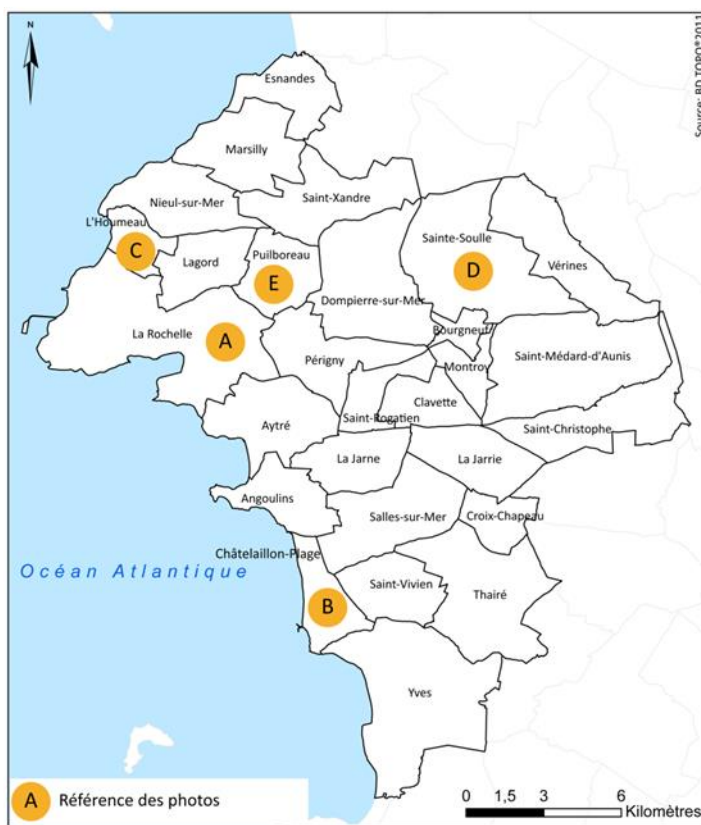 N
Source: BD TOPO®2011
Esnandes
Marsilly
Nieul-sur-Mer
Saint-Xandre
L'Houmeau
C
Lagord
Puilboreau
E
Sainte-Soulle
D
Vérines
Dompierre-sur-Mer
La Rochelle
A
Bourgneuf
Périgny
Montroy
Saint-Médard-d'Aunis
Clavette
Saint-Rogatien
Aytré
Saint-Christophe
La Jarne
La Jarrie
Angoulins
Salles-sur-Mer
Croix-Chapeau
Châtelaillon-Plage
Océan Atlantique
Saint-Vivien
Thairé
B
Yves
A Référence des photos
0 1,5 3 6
Kilomètres